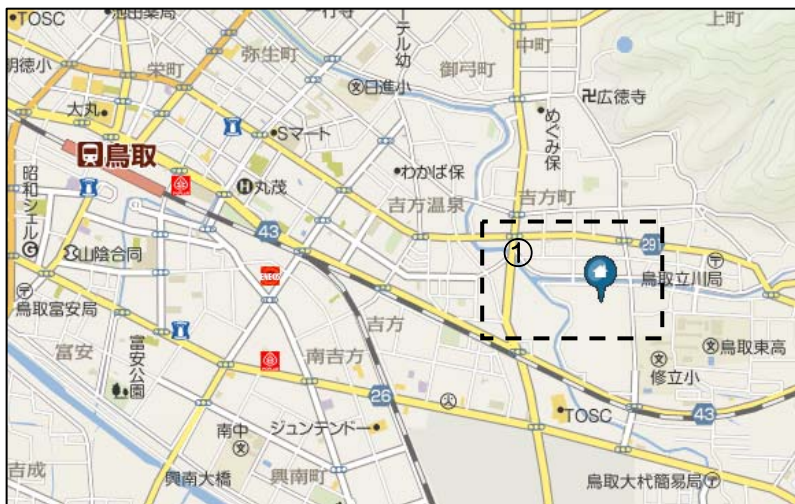 TOSC
池田薬局
一行寺
上町
明徳小
栄町
弥生町
テル幼
御弓町
中町
大丸
日進小
広徳寺
Sマート
めぐみ保
鳥取
わかば保
昭和シェル
丸茂
吉方温泉
吉方町
43
①
29
山陰合同
ENEOS
鳥取立川局
鳥取富安局
吉方
富安
富安公園
南吉方
鳥取東高
修立小
26
TOSC
43
南中
ジュンテンドー
吉成
興南大橋
興南町
鳥取大杙簡易局